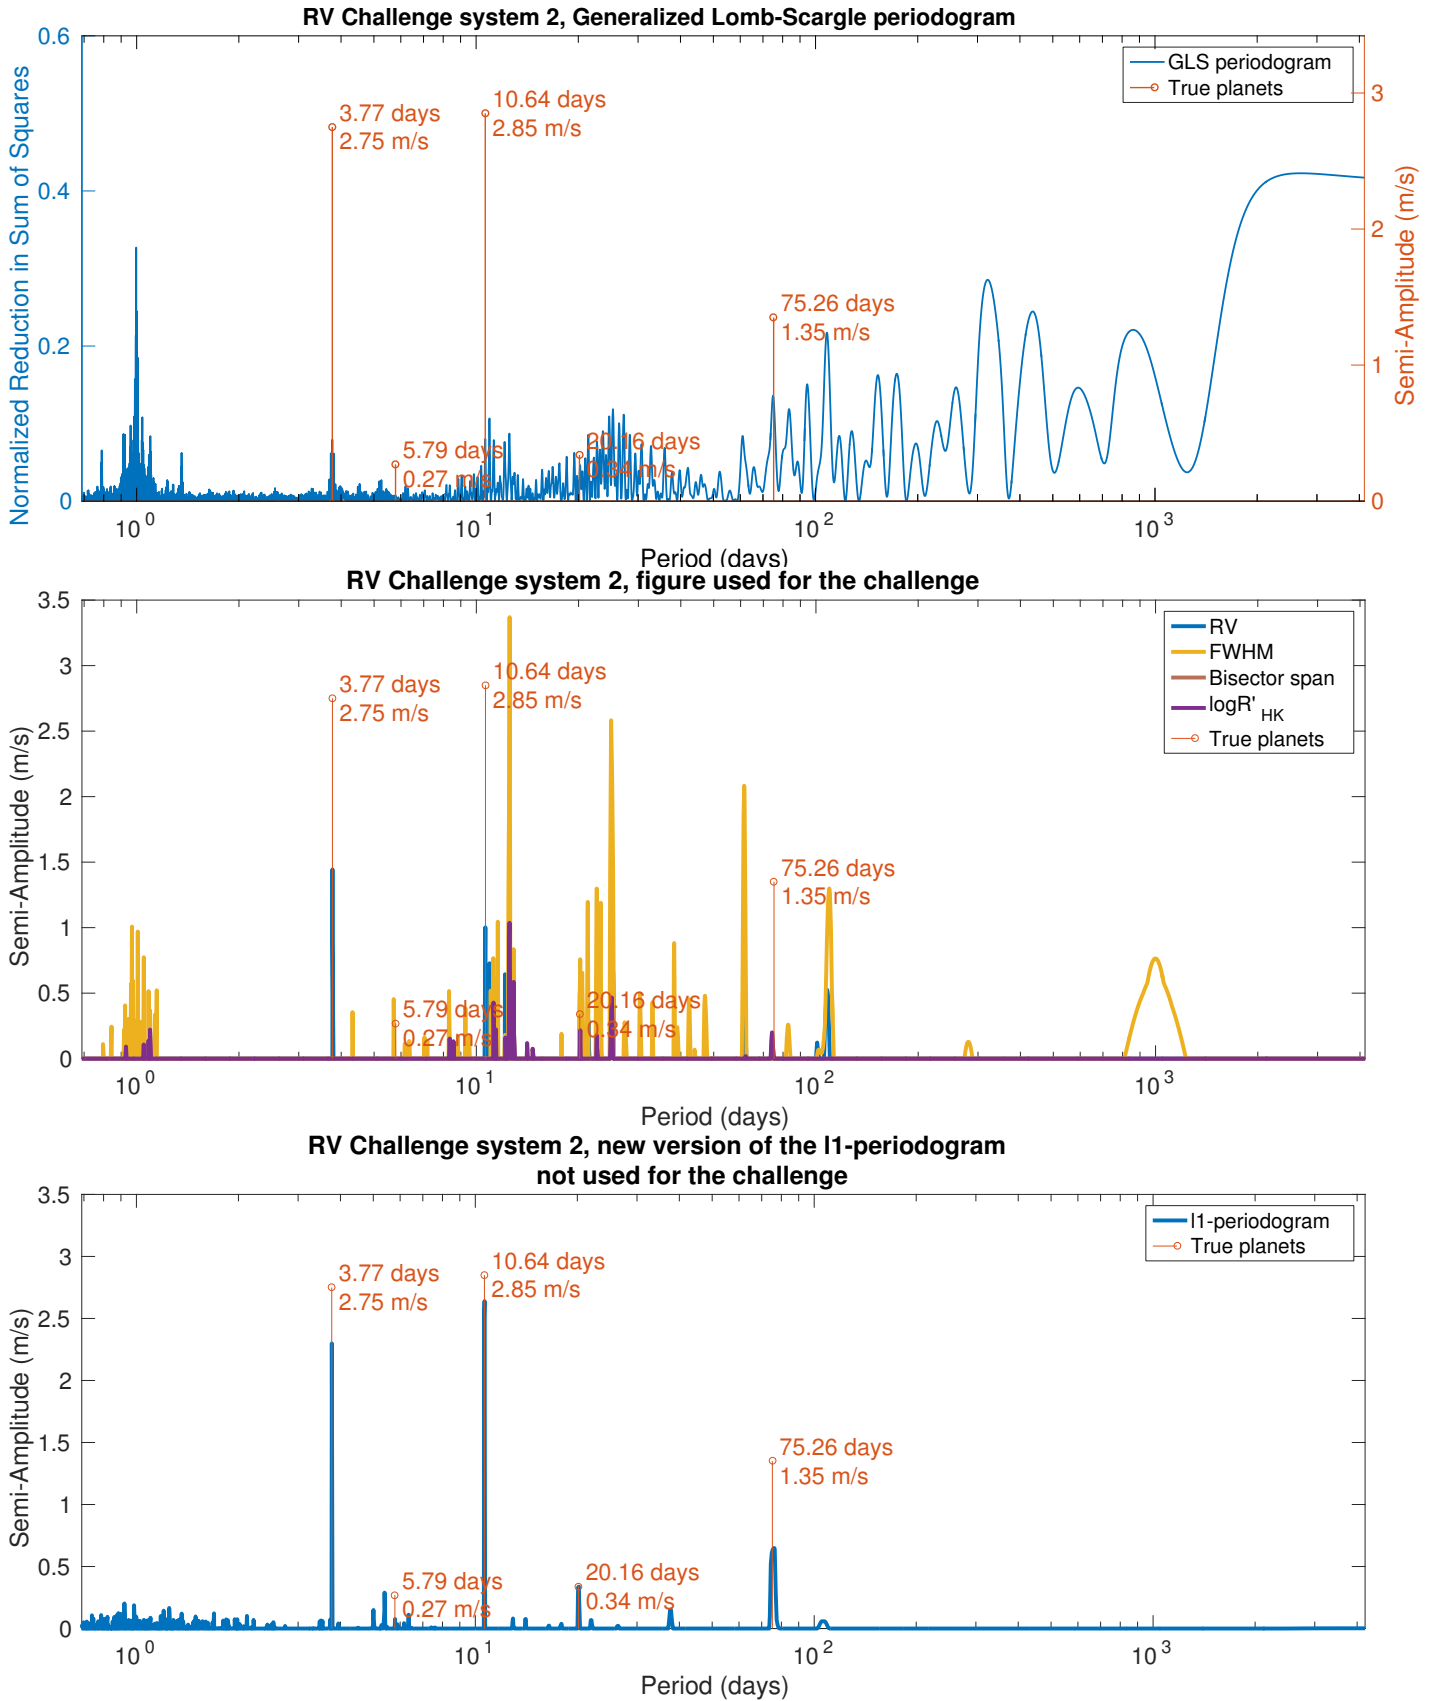 RV Challenge system 2, Generalized Lomb-Scargle periodogram
Normalized Reduction in Sum of Squares
Semi-Amplitude (m/s)
0.6
0.4
0.2
0
3
2
1
0
GLS periodogram
True planets
3.77 days
2.75 m/s
10.64 days
2.85 m/s
5.79 days
0.27 m/s
20.16 days
0.34 m/s
75.26 days
1.35 m/s
10^0
10^1
10^2
10^3
Period (days)
RV Challenge system 2, figure used for the challenge
Semi-Amplitude (m/s)
3.5
3
2.5
2
1.5
1
0.5
0
RV
FWHM
Bisector span
logR'HK
True planets
3.77 days
2.75 m/s
10.64 days
2.85 m/s
5.79 days
0.27 m/s
20.16 days
0.34 m/s
75.26 days
1.35 m/s
10^0
10^1
10^2
10^3
Period (days)
RV Challenge system 2, new version of the l1-periodogram
not used for the challenge
Semi-Amplitude (m/s)
3.5
3
2.5
2
1.5
1
0.5
0
l1-periodogram
True planets
3.77 days
2.75 m/s
10.64 days
2.85 m/s
5.79 days
0.27 m/s
20.16 days
0.34 m/s
75.26 days
1.35 m/s
10^0
10^1
10^2
10^3
Period (days)